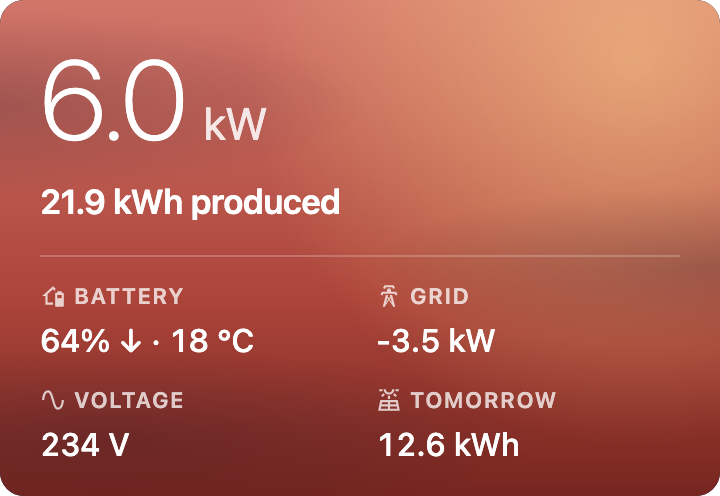 6.0 kW
21.9 kWh produced
BATTERY
64% ↓ · 18 °C
GRID
-3.5 kW
VOLTAGE
234 V
TOMORROW
12.6 kWh